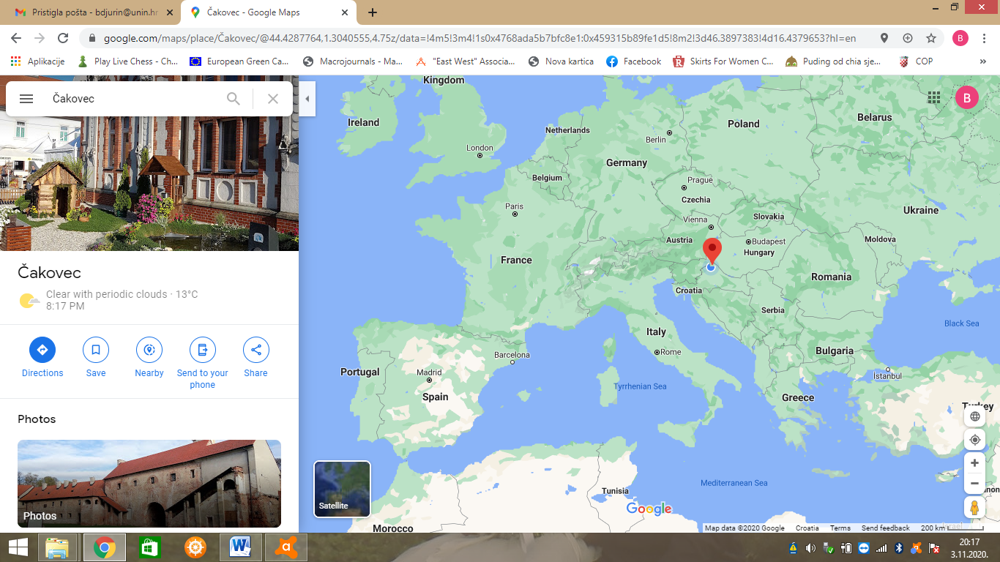 Pristigla pošta - bdjurin@unin.hr
Čakovec - Google Maps
google.com/maps/place/Čakovec/@44.4287764,1.3040555,4.75z/data=!4m5!3m4!1s0x4768ada5b7bfc8e1:0x459315b89fe1d5!8m2!3d46.3897383!4d16.4379653?hl=en
B
Aplikacije
Play Live Chess - Ch...
European Green Ca...
Macrojournals - Ma...
"East West" Associa...
Nova kartica
Facebook
Skirts For Women C...
Puding od chia sje...
COP
»
Čakovec
Čakovec
Clear with periodic clouds · 13°C
8:17 PM
Directions
Save
Nearby
Send to your
phone
Share
Photos
Photos
Kingdom
Ireland
London
Netherlands
Berlin
Poland
Belarus
B
Germany
Belgium
Prague
Czechia
Paris
Ukraine
Vienna
Slovakia
Austria
Budapest
Hungary
Moldova
France
Romania
Croatia
Serbia
Black Sea
Italy
Rome
Bulgaria
Barcelona
Portugal
Madrid
Spain
İstanbul
Tyrrhenian Sea
Greece
Turkey
Mediterranean Sea
Tunisia
Satellite
Google
Morocco
Map data ©2020 Google
Croatia
Terms
Send feedback
200 km
20:17
3.11.2020.